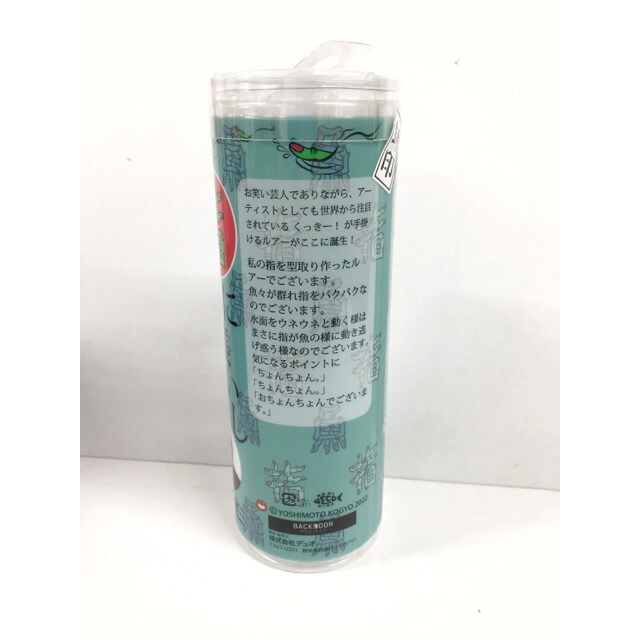 お笑い芸人でありながら、アー
ティストとしても世界から注目
されている くっきー！ が手掛
けるルアーがここに誕生！
私の指を型取り作ったル
アーでございます。
魚々が群れ指をパクパクな
のでございます。
水面をウネウネと動く様は
まさに指が魚の様に動き逃
げ惑う様なのでございます。
気になるポイントに
「ちょんちょん。」
「ちょんちょん。」
「おちょんちょんでございま
す。」
©YOSHIMOTO KOGYO 2022
BACKDOOR
株式会社デュオ
〒421-0201